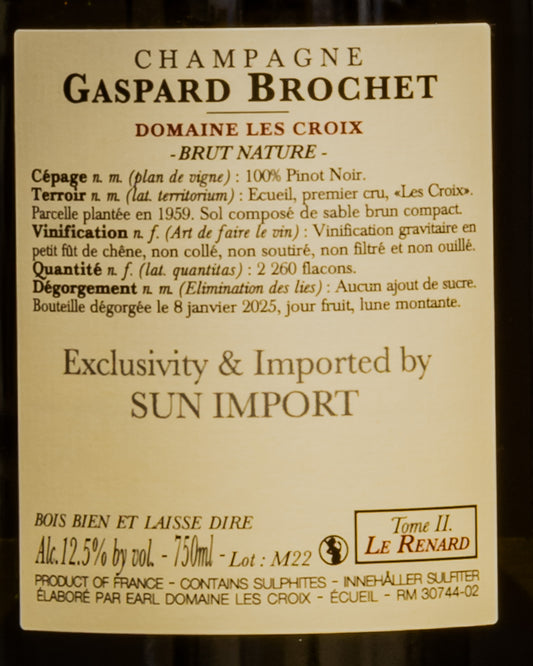 CHAMPAGNE
GASPARD BROCHET
DOMAINE LES CROIX
- BRUT NATURE -
Cépage n. m. (plan de vigne) : 100% Pinot Noir.
Terroir n. m. (lat. territorium) : Ecueil, premier cru, «Les Croix».
Parcelle plantée en 1959. Sol composé de sable brun compact.
Vinification n. f. (Art de faire le vin) : Vinification gravitaire en
petit fût de chêne, non collé, non soutiré, non filtré et non ouillé.
Quantité n. f. (lat. quantitas) : 2 260 flacons.
Dégorgement n. m. (Elimination des lies) : Aucun ajout de sucre.
Bouteille dégorgée le 8 janvier 2025, jour fruit, lune montante.
Exclusivity & Imported by
SUN IMPORT
BOIS BIEN ET LAISSE DIRE
Alc.12.5% by vol. - 750ml - Lot : M22
Tome II.
LE RENARD
PRODUCT OF FRANCE - CONTAINS SULPHITES - INNEHÅLLER SULFITER
ÉLABORÉ PAR EARL DOMAINE LES CROIX - ÉCUEIL - RM 30744-02